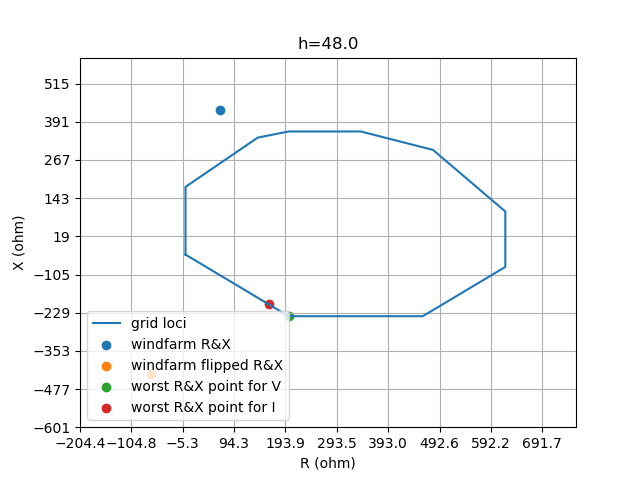 h=48.0
515
391
267
143
19
−105
−229
−353
−477
−601
X (ohm)
grid loci
windfarm R&X
windfarm flipped R&X
worst R&X point for V
worst R&X point for I
−204.4 −104.8 −5.3 94.3 193.9 293.5 393.0 492.6 592.2 691.7
R (ohm)